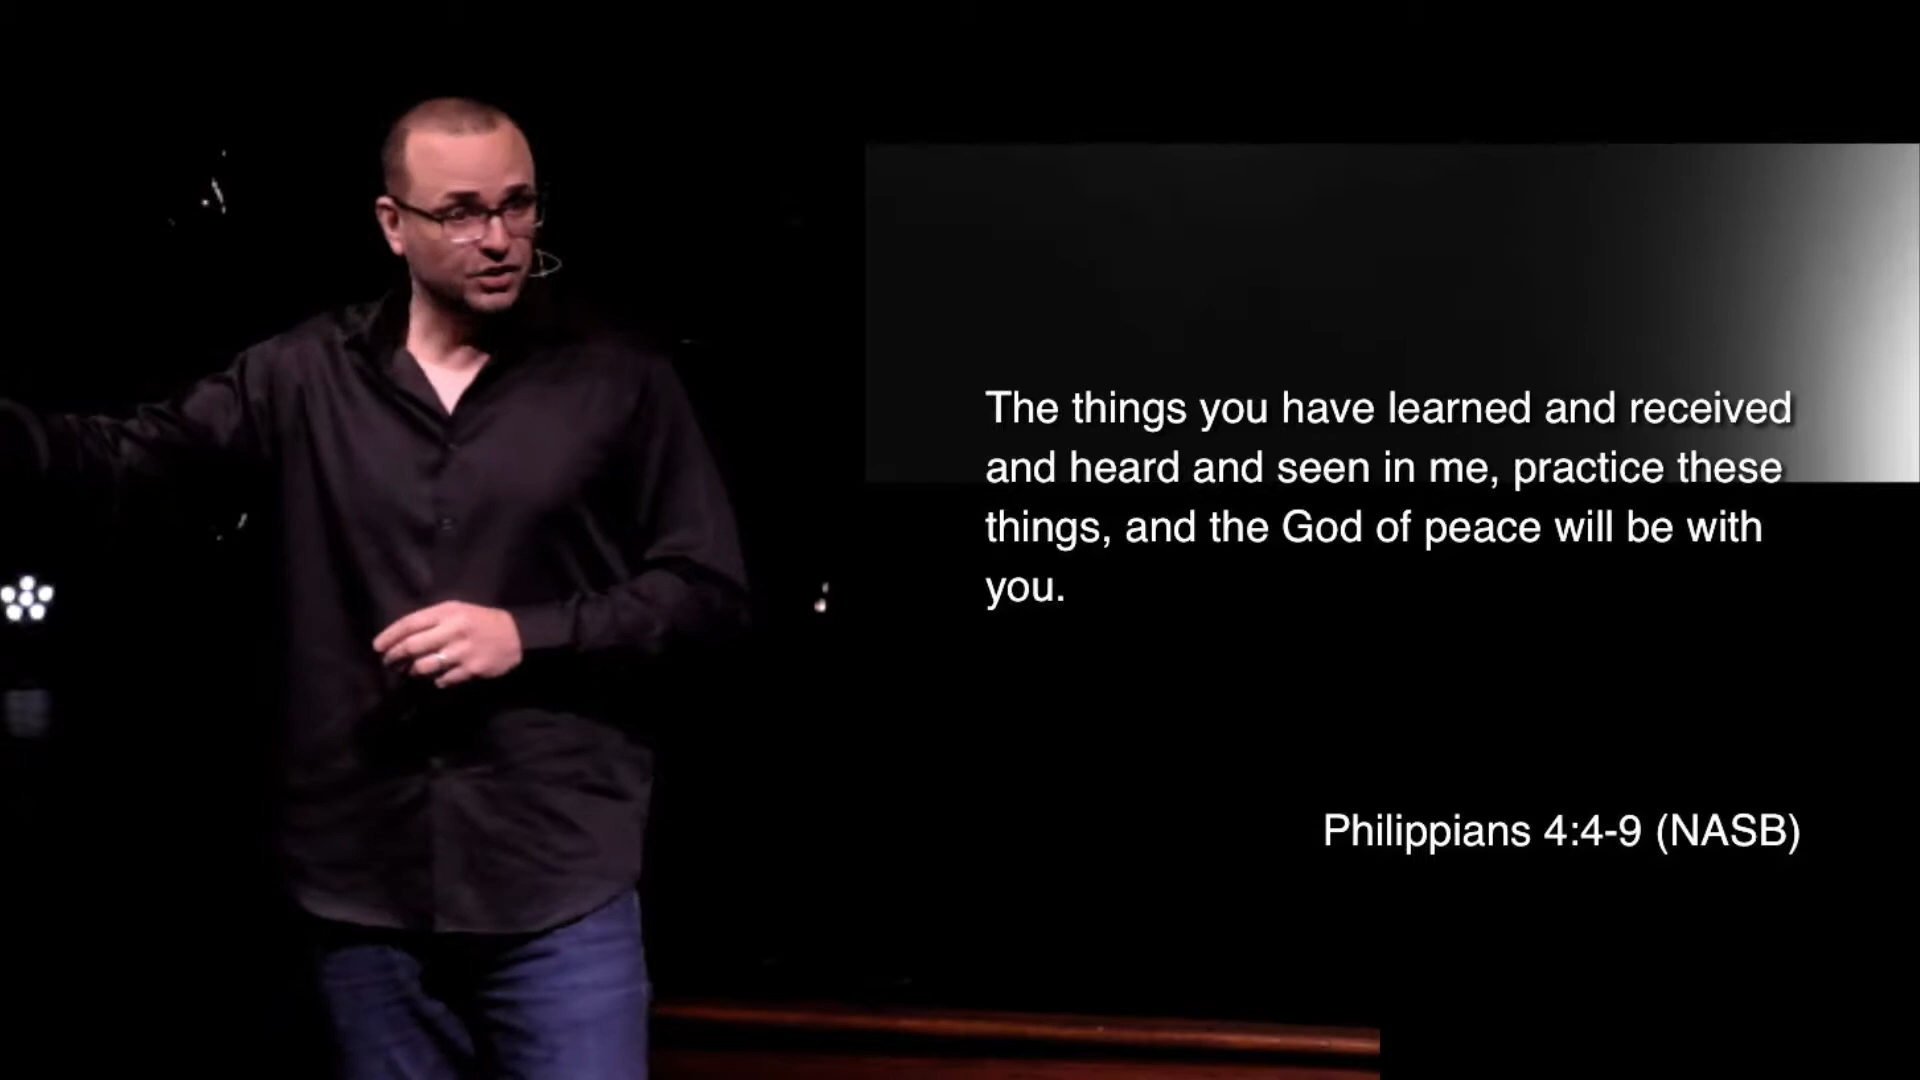 The things you have learned and received
and heard and seen in me, practice these
things, and the God of peace will be with
you.
Philippians 4:4-9 (NASB)